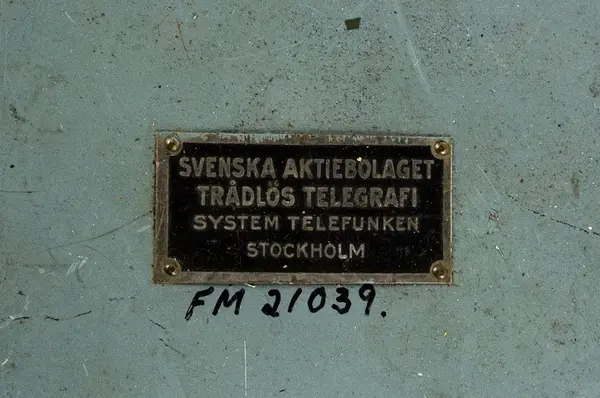 SVENSKA AKTIEBOLAGET
TRÅDLÖS TELEGRAFI
SYSTEM TELEFUNKEN
STOCKHOLM
FM 21039.